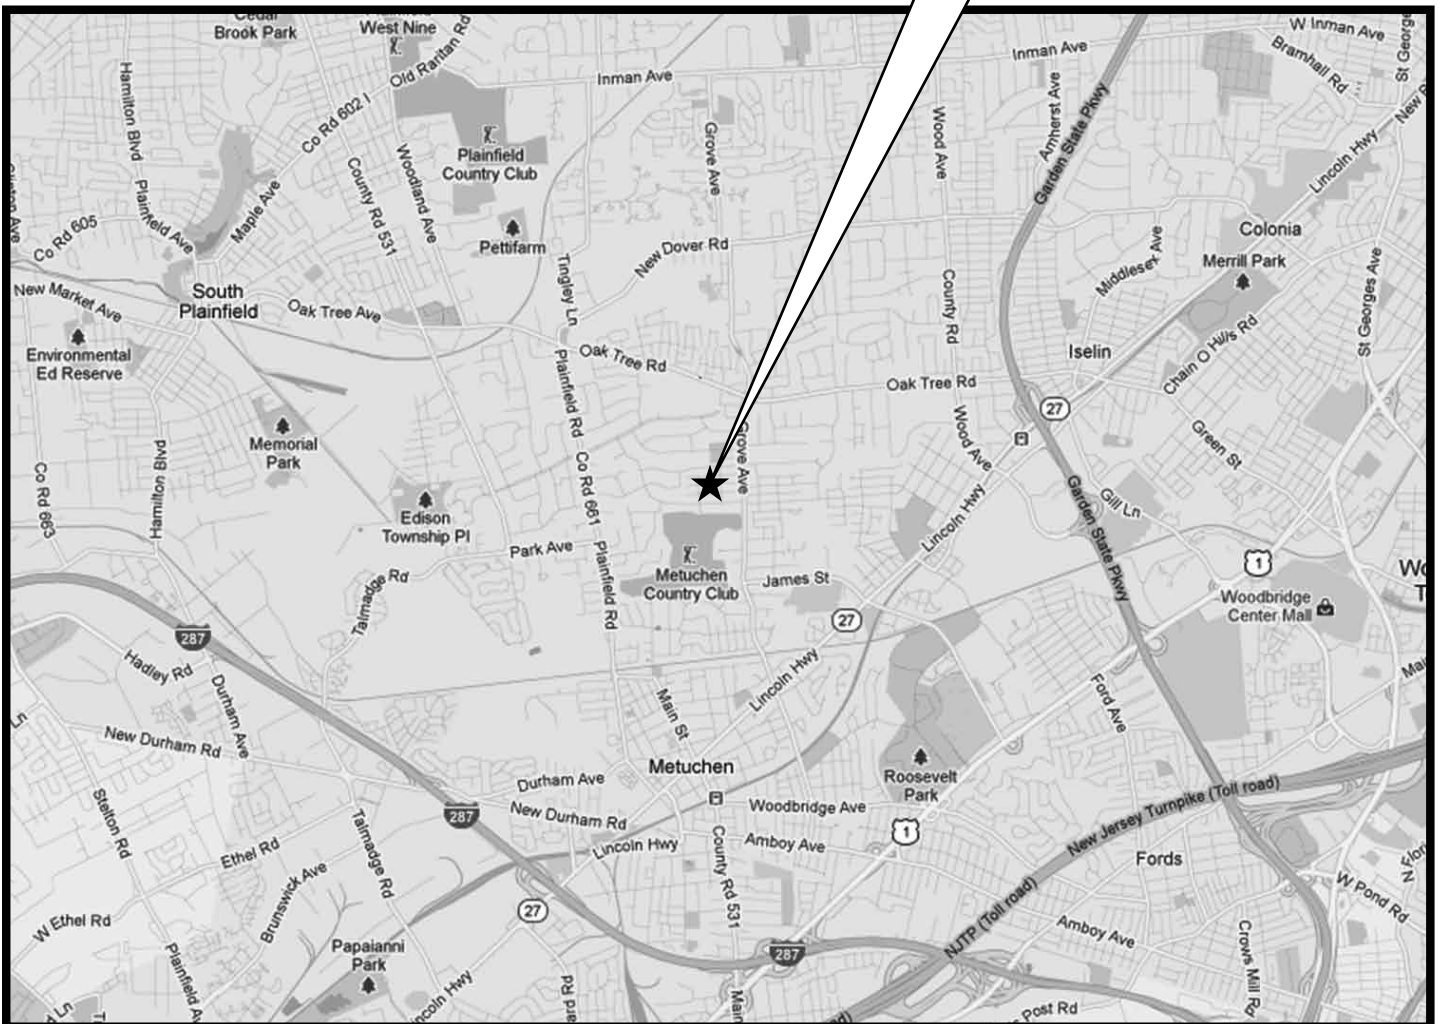 Cedar
Brook Park
West Nine
Old Raritan Rd
Inman Ave
Inman Ave
W Inman Ave
Bramhall Rd
St George
New
Hamilton Blvd
Co Rd 602
County Rd 531
Woodland Ave
Plainfield
Country Club
Grove Ave
Wood Ave
Amherst Ave
Garden State Pkwy
Lincoln Hwy
Plainfield Ave
Maple Ave
Co Rd 605
Pettifarm
New Dover Rd
Colonia
Middlesex Ave
Merrill Park
St Georges Ave
New Market Ave
South
Plainfield
Oak Tree Ave
Tingley Ln
County Rd
Environmental
Ed Reserve
Oak Tree Rd
Oak Tree Rd
Iselin
Chain O Hills Rd
Plainfield Rd
27
Memorial
Park
Wood Ave
Green St
Grove Ave
Co Rd 663
Hamilton Blvd
Edison
Township Pl
Co Rd 661
Lincoln Hwy
Gill Ln
Garden State Pkwy
Park Ave
Plainfield Rd
Metuchen
Country Club
James St
1
Woodbridge
Center Mall
Talmadge Rd
27
287
Hadley Rd
Durham Ave
Main St
Lincoln Hwy
Ford Ave
Ln
New Durham Rd
Metuchen
Roosevelt
Park
Durham Ave
New Durham Rd
Woodbridge Ave
New Jersey Turnpike (Toll road)
287
1
Stelton Rd
Talmadge Rd
Ethel Rd
Lincoln Hwy
Amboy Ave
Fords
County Rd 531
Brunswick Ave
W Ethel Rd
27
NJTP (Toll road)
Amboy Ave
W Pond Rd
Crows Mill R
Papaianni
Park
Plainfield Av
287
Main
Post Rd